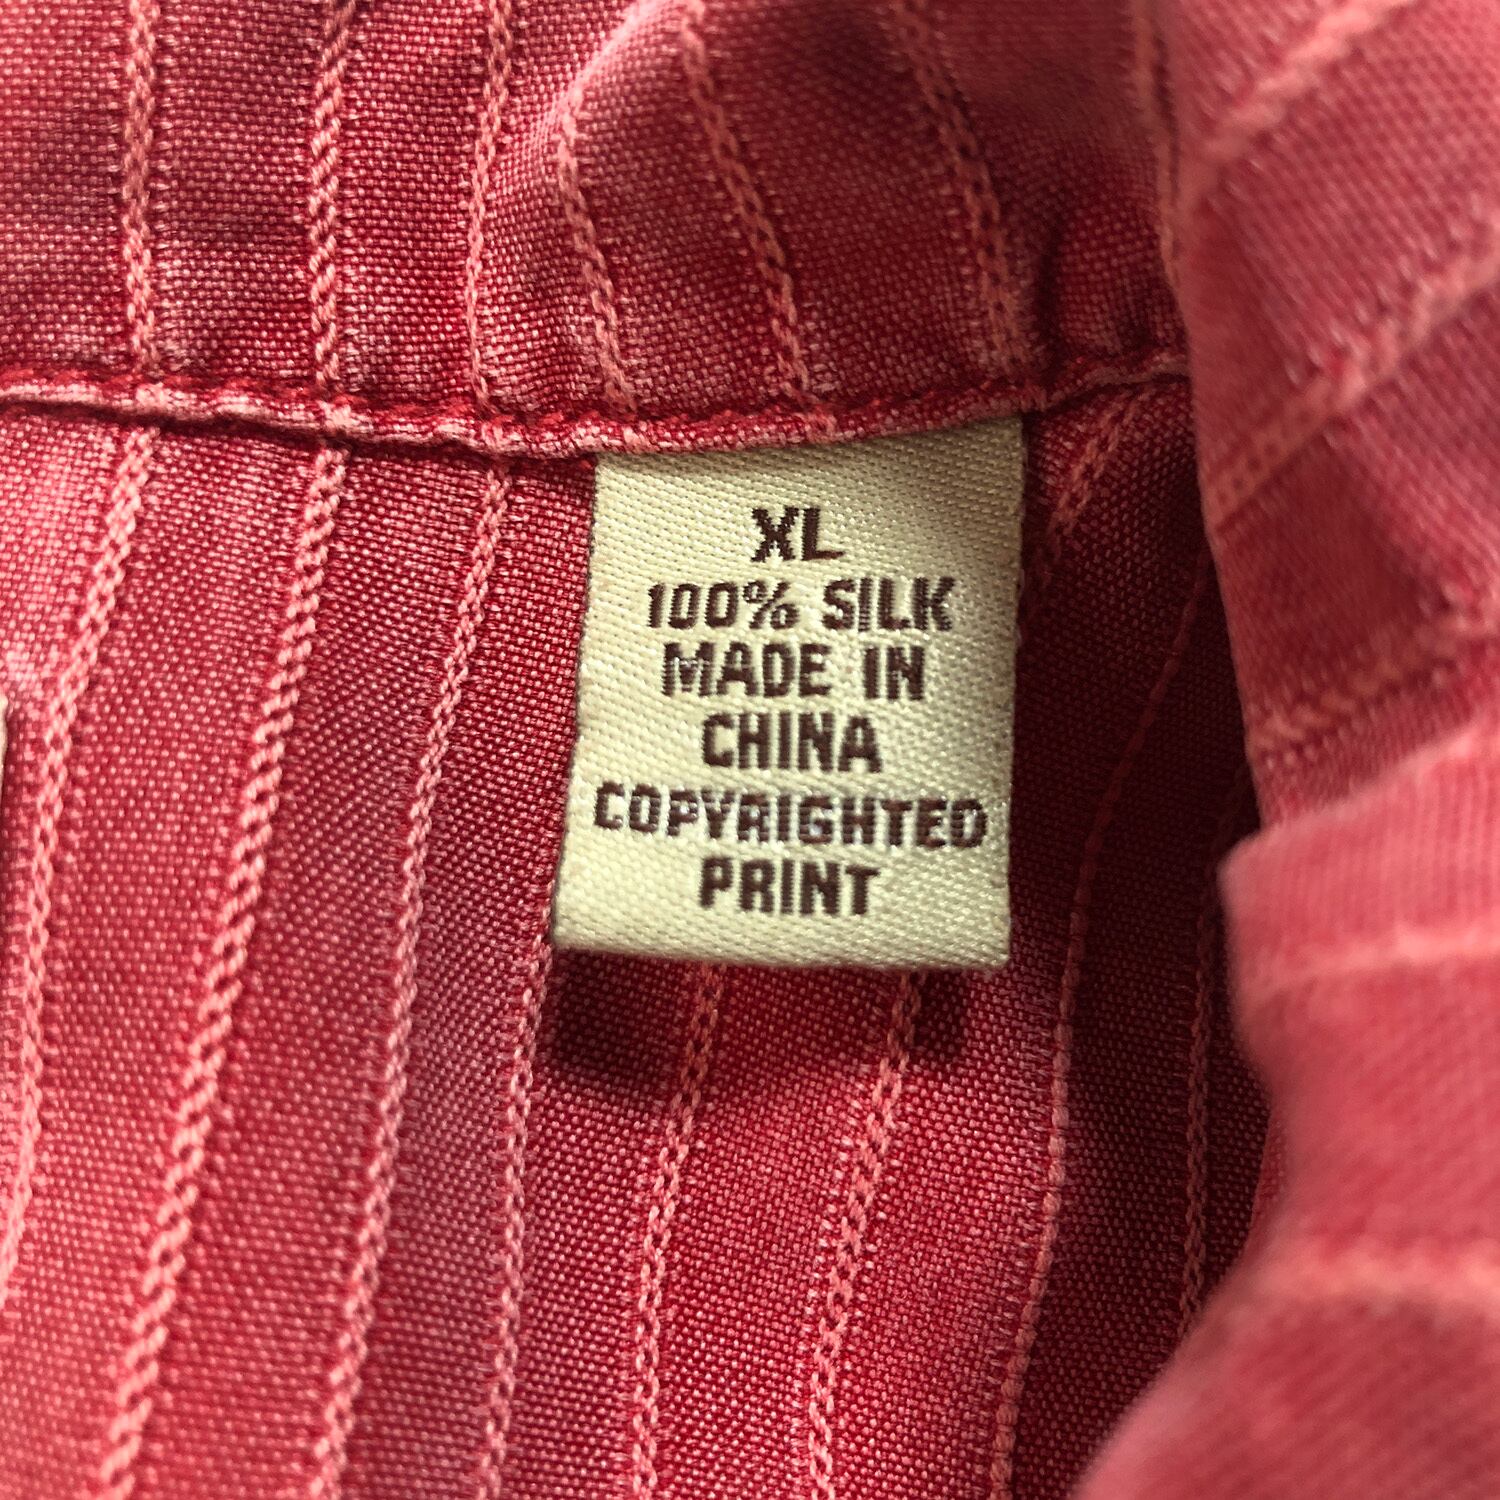 XL
100% SILK
MADE IN
CHINA
COPYRIGHTED
PRINT